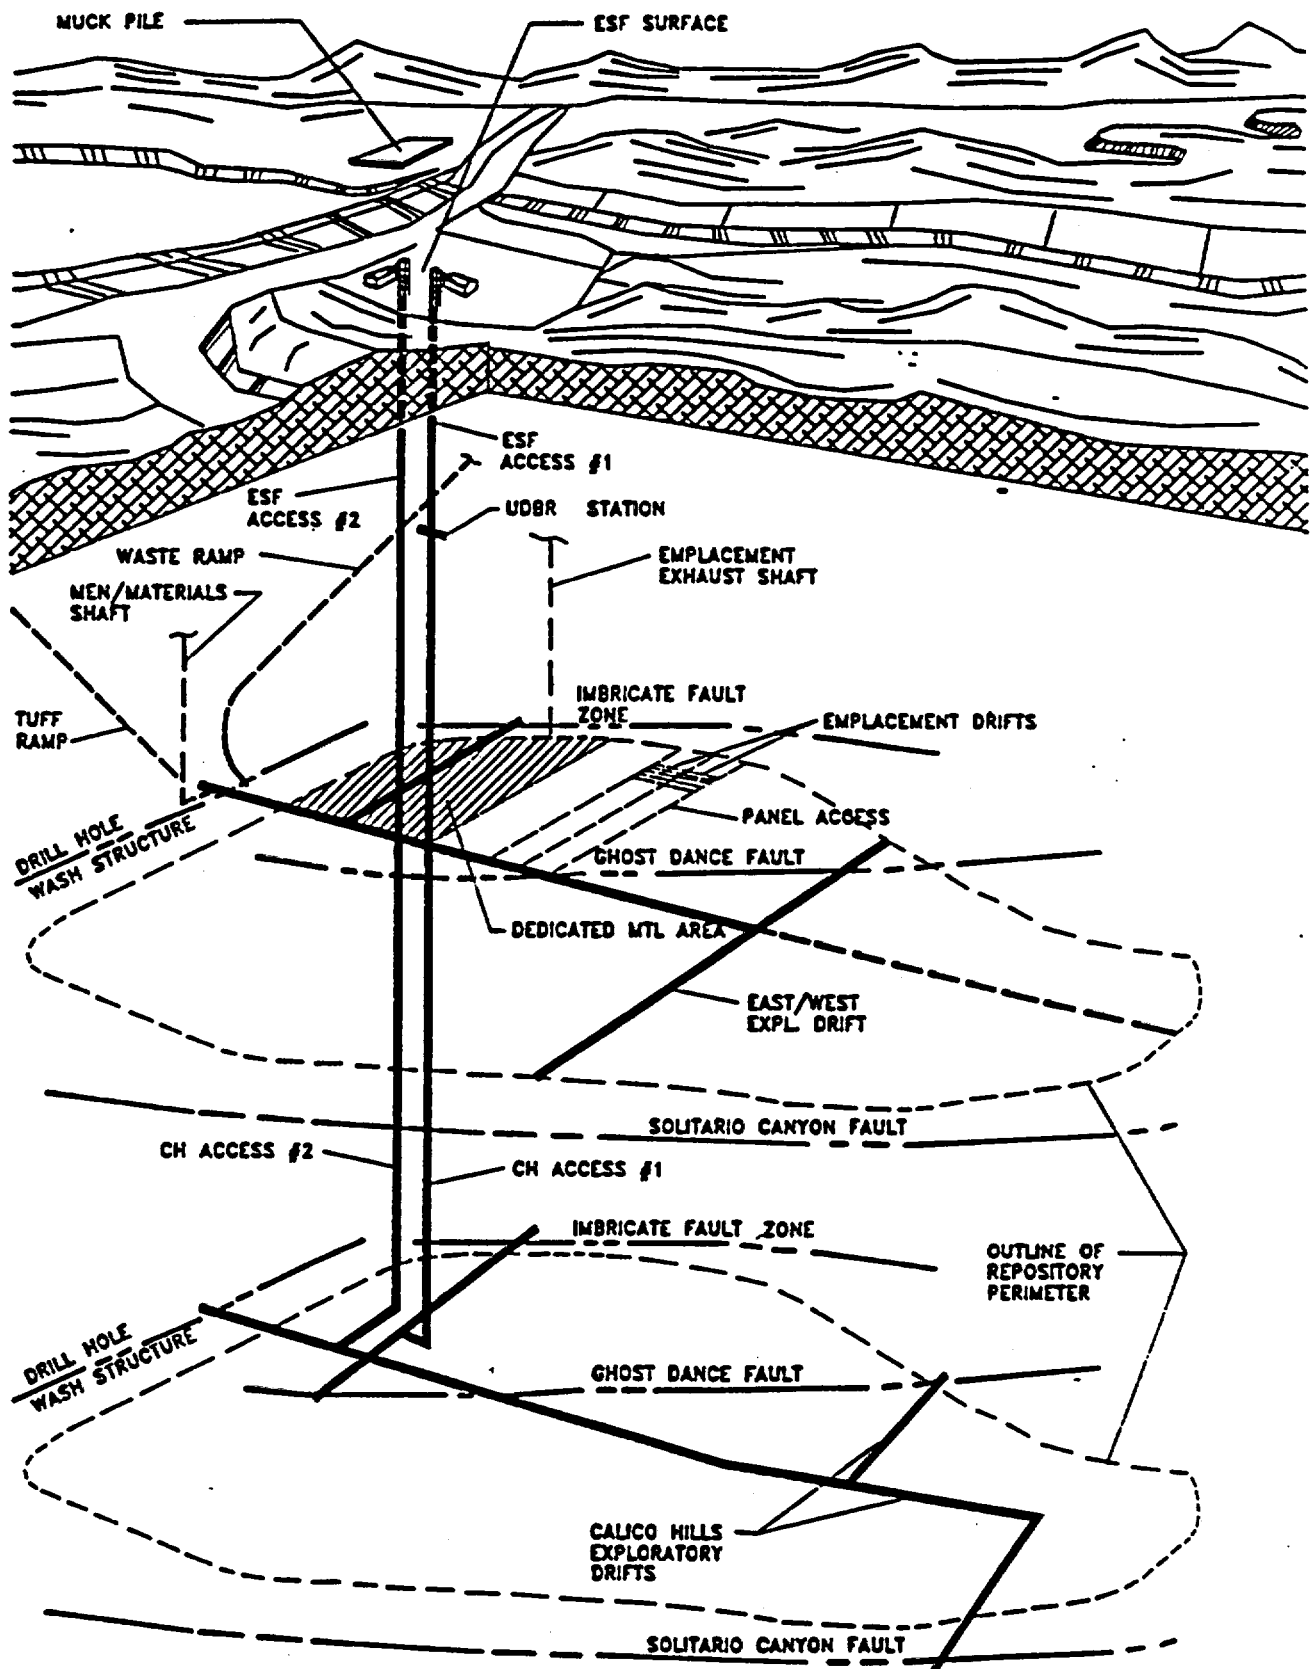 MUCK PILE
ESF SURFACE
ESF
ACCESS #1
ESF
ACCESS #2
UDBR STATION
WASTE RAMP
EMPLACEMENT
EXHAUST SHAFT
MEN/MATERIALS
SHAFT
IMBRICATE FAULT
ZONE
TUFF
RAMP
EMPLACEMENT DRIFTS
PANEL ACCESS
DRILL HOLE
WASH STRUCTURE
GHOST DANCE FAULT
DEDICATED MTL AREA
EAST/WEST
EXPL. DRIFT
SOLITARIO CANYON FAULT
CH ACCESS #2
CH ACCESS #1
IMBRICATE FAULT ZONE
OUTLINE OF
REPOSITORY
PERIMETER
DRILL HOLE
WASH STRUCTURE
GHOST DANCE FAULT
CALICO HILLS
EXPLORATORY
DRIFTS
SOLITARIO CANYON FAULT